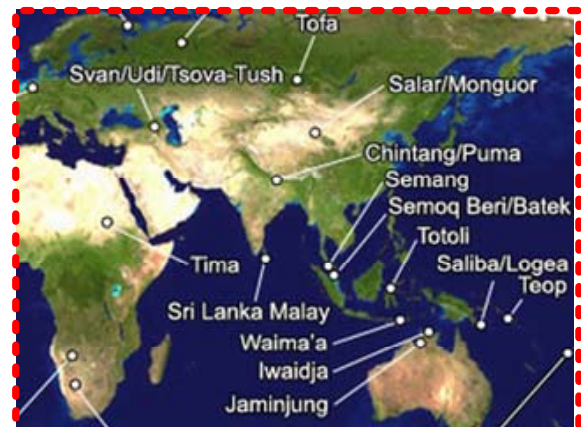 Tofa
Svan/Udi/Tsova-Tush
Salar/Monguor
Chintang/Puma
Semang
Semoq Beri/Batek
Totoli
Saliba/Logea
Teop
Tima
Sri Lanka Malay
Waima'a
Iwaidja
Jaminjung